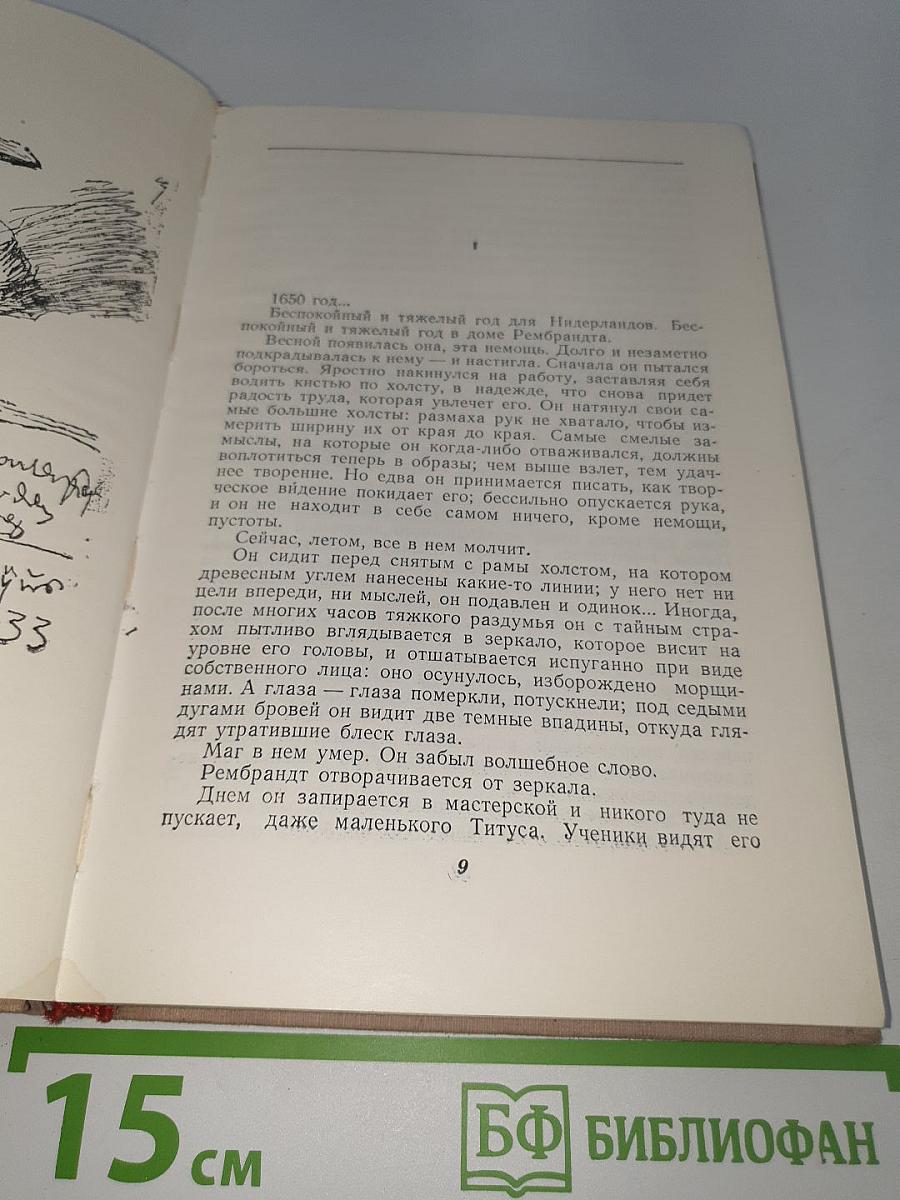 33
I
1650 год...
Беспокойный и тяжелый год для Нидерландов. Бес-
покойный и тяжелый год в доме Рембрандта.
Весной появилась она, эта немощь. Долго и незаметно
подкрадывалась к нему — и настигла. Сначала он пытался
бороться. Яростно накинулся на работу, заставляя себя
водить кистью по холсту, в надежде, что снова придет
радость труда, которая увлечет его. Он натянул свои са-
мые большие холсты: размаха рук не хватало, чтобы из-
мерить ширину их от края до края. Самые смелые за-
мыслы, на которые он когда-либо отваживался, должны
воплотиться теперь в образы; чем выше взлет, тем удач-
нее творение. Но едва он принимается писать, как твор-
ческое ви́дение покидает его; бессильно опускается рука,
и он не находит в себе самом ничего, кроме немощи,
пустоты.
Сейчас, летом, все в нем молчит.
Он сидит перед снятым с рамы холстом, на котором
древесным углем нанесены какие-то линии; у него нет ни
цели впереди, ни мыслей, он подавлен и одинок... Иногда,
после многих часов тяжкого раздумья он с тайным стра-
хом пытливо вглядывается в зеркало, которое висит на
уровне его головы, и отшатывается испуганно при виде
собственного лица: оно осунулось, изборождено морщи-
нами. А глаза — глаза померкли, потускнели; под седыми
дугами бровей он видит две темные впадины, откуда гля-
дят утратившие блеск глаза.
Маг в нем умер. Он забыл волшебное слово.
Рембрандт отворачивается от зеркала.
Днем он запирается в мастерской и никого туда не
пускает, даже маленького Титуса. Ученики видят его
9
15 см
БФ БИБЛИОФАН